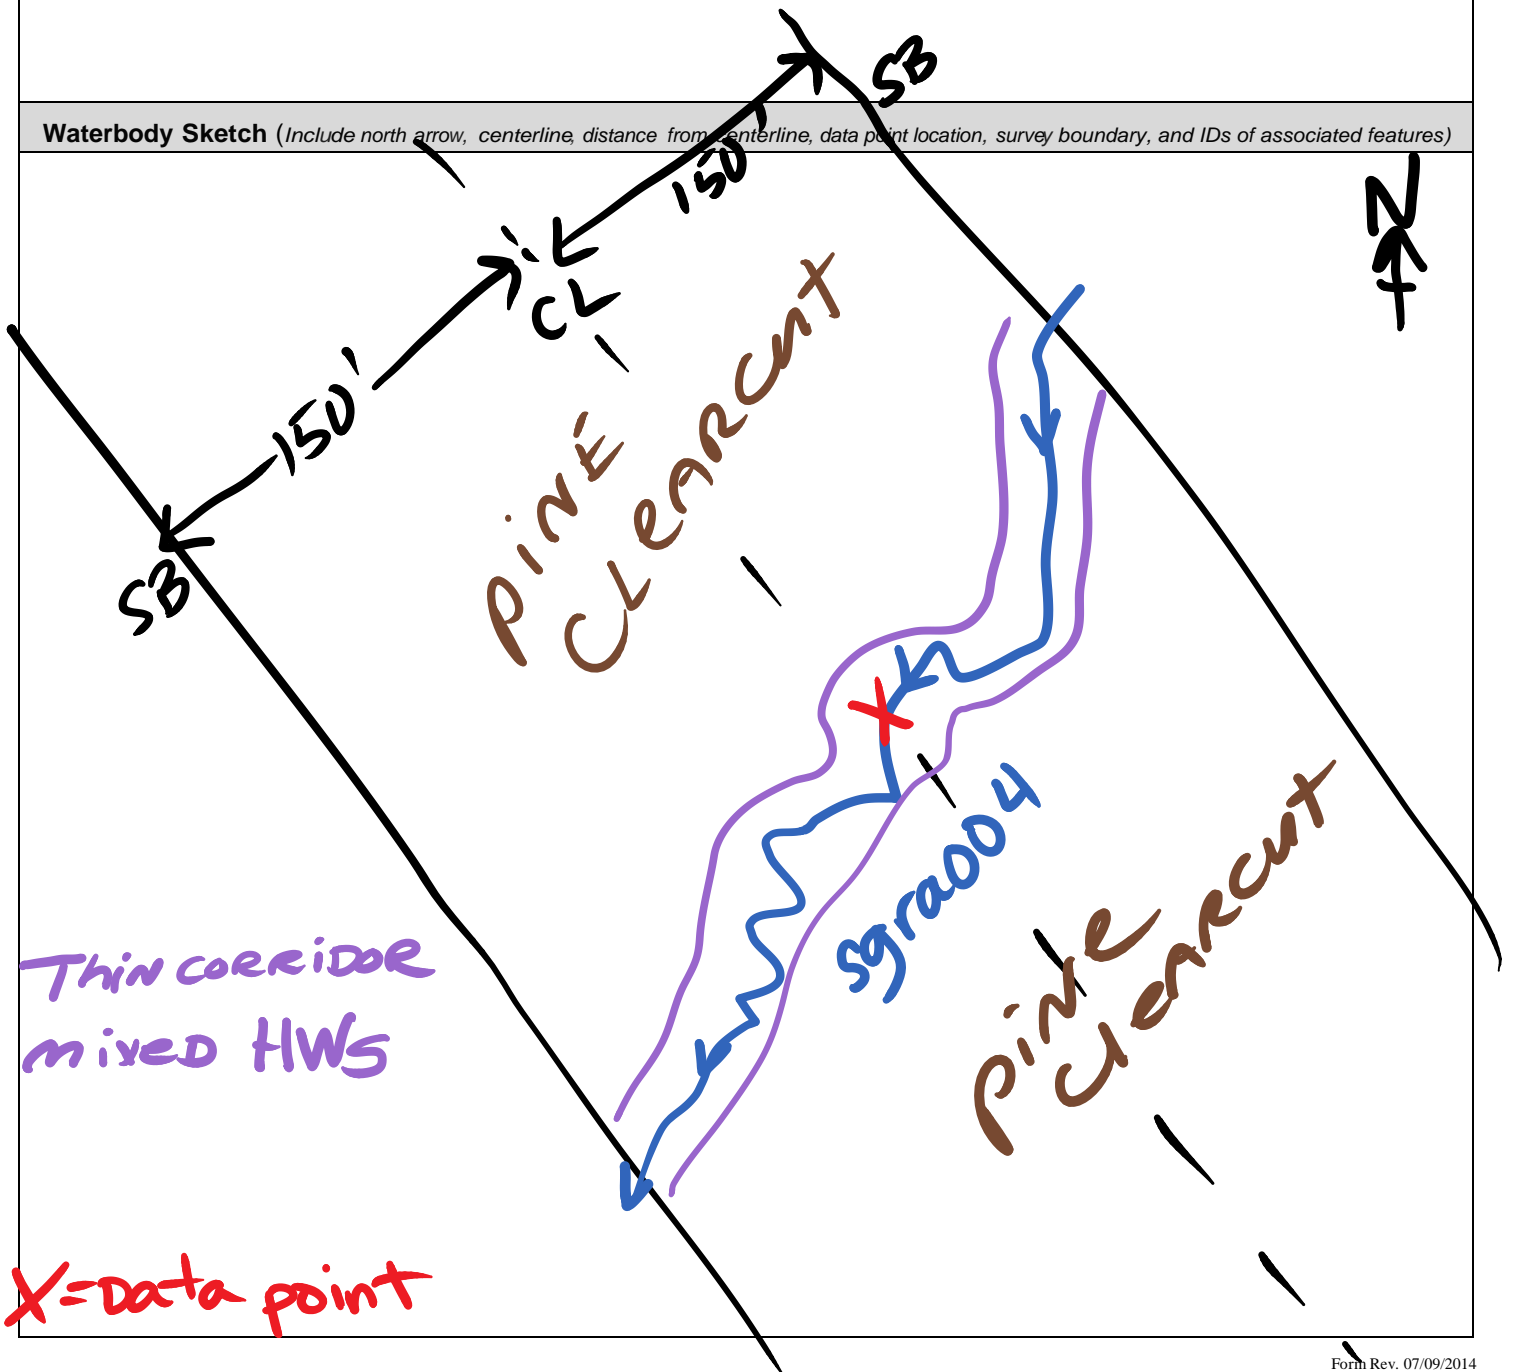 SB
Waterbody Sketch (Include north arrow, centerline, distance from centerline, data point location, survey boundary, and IDs of associated features)
150'
N
CL
150'
SB
PINE
CLEARCUT
sgra004
PINE
CLEARCUT
Thin CORRIDOR
mixed HWS
X=Data point
Form Rev. 07/09/2014